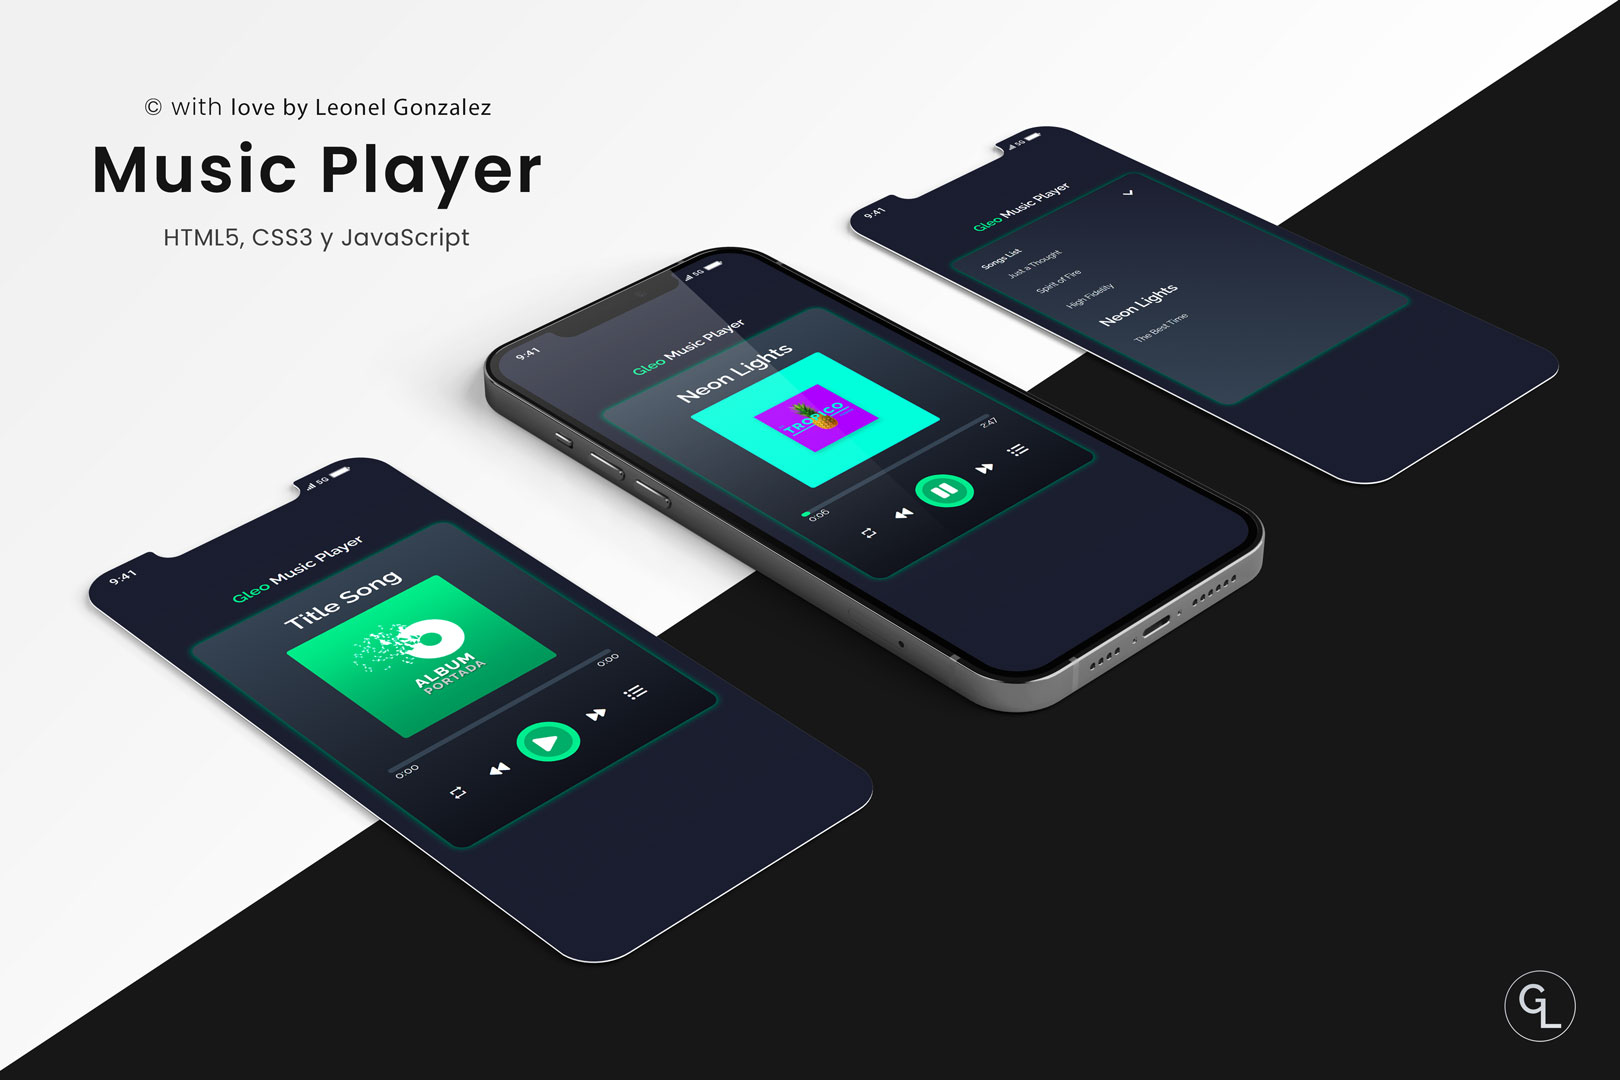 © with love by Leonel Gonzalez
Music Player
HTML5, CSS3 y JavaScript
9:41
5G
Gleo Music Player
Songs List
Just a Thought
Spirit of Fire
High Fidelity
Neon Lights
The Best Time
9:41
5G
Gleo Music Player
Neon Lights
TROPICO
0:06
2:47
9:41
5G
Gleo Music Player
Title Song
ALBUM
PORTADA
0:00
0:00
GL